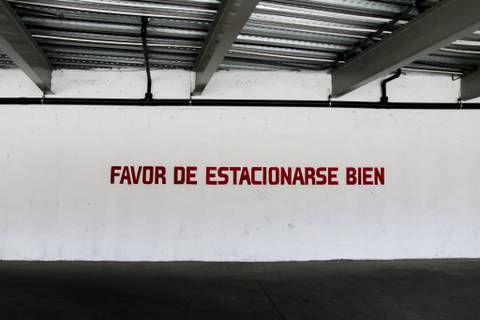 FAVOR DE ESTACIONARSE BIEN